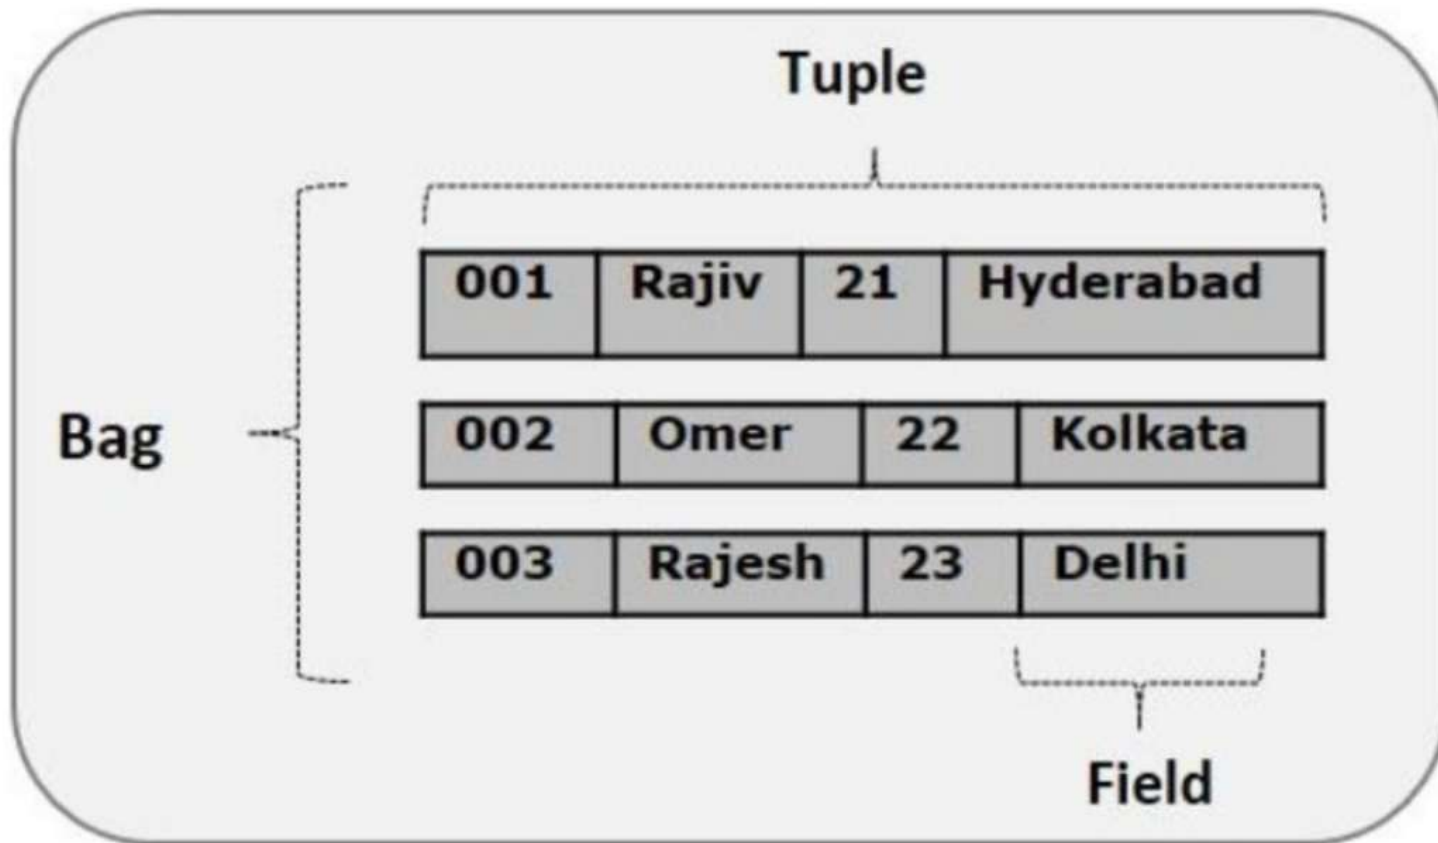 Tuple
001 Rajiv 21 Hyderabad
Bag
002 Omer 22 Kolkata
003 Rajesh 23 Delhi
Field